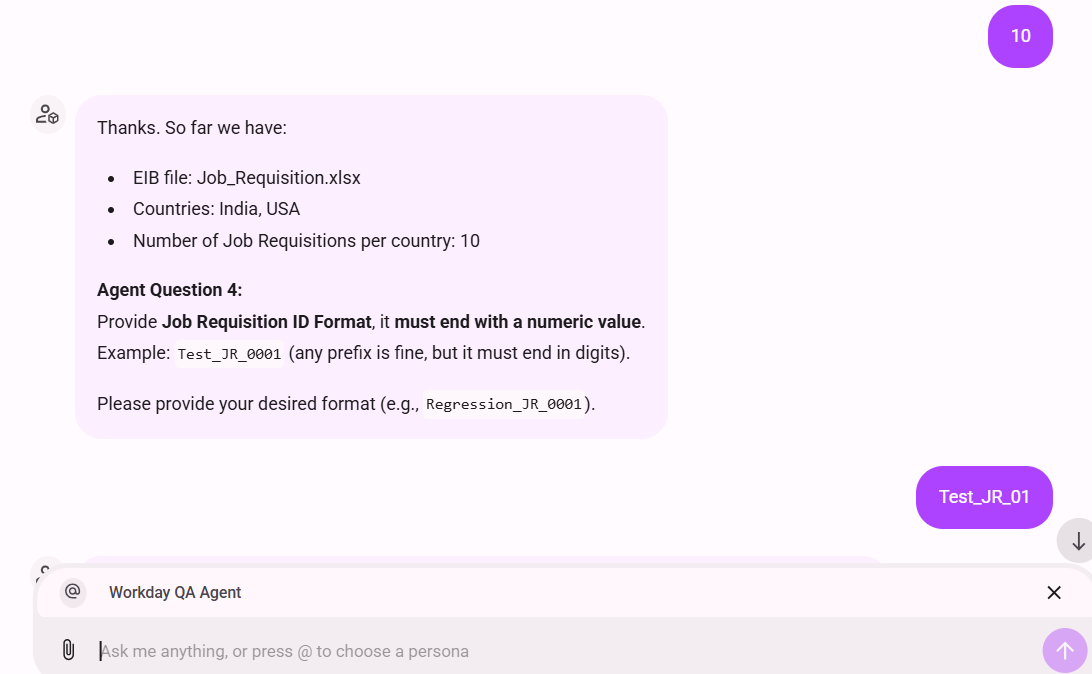 10
Thanks. So far we have:
• EIB file: Job_Requisition.xlsx
• Countries: India, USA
• Number of Job Requisitions per country: 10
Agent Question 4:
Provide Job Requisition ID Format, it must end with a numeric value.
Example: Test_JR_0001 (any prefix is fine, but it must end in digits).
Please provide your desired format (e.g., Regression_JR_0001).
Test_JR_01
@ Workday QA Agent
Ask me anything, or press @ to choose a persona